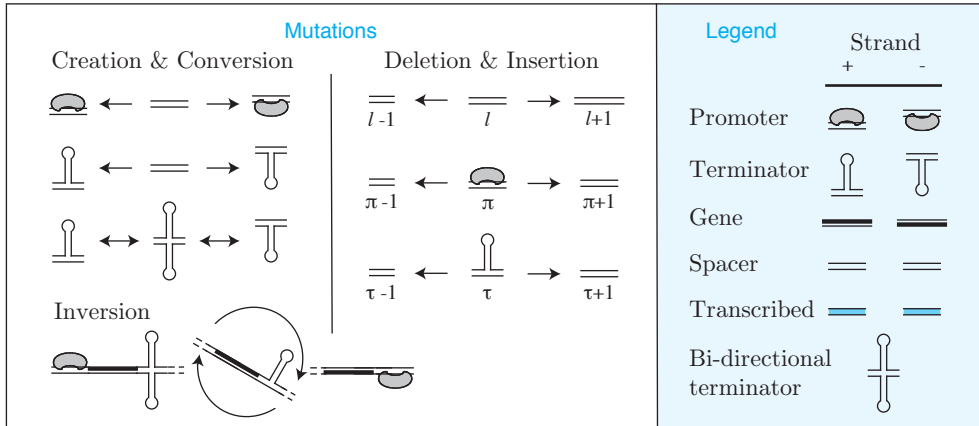 Mutations
Creation & Conversion
Deletion & Insertion
l -1 l l+1
π -1 π π+1
τ -1 τ τ+1
Inversion
Legend
Strand
+ -
Promoter
Terminator
Gene
Spacer
Transcribed
Bi-directional
terminator